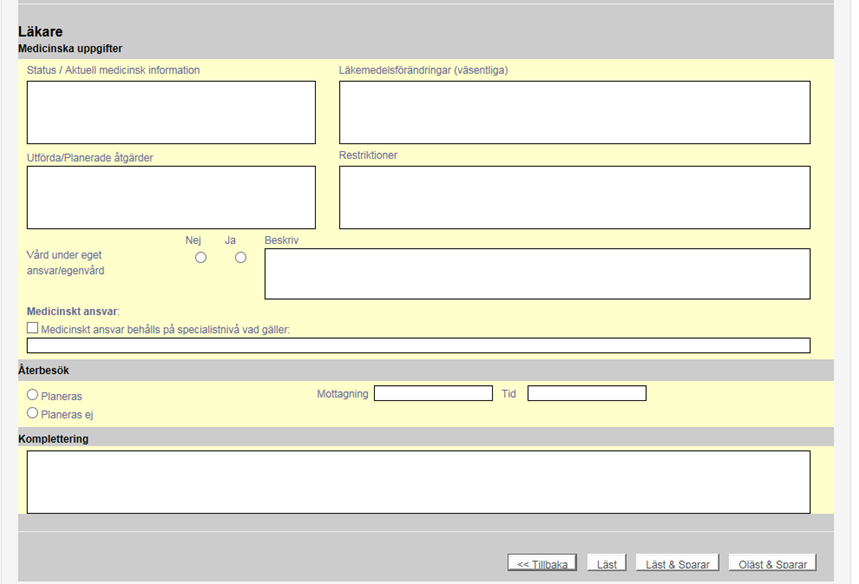 Läkare
Medicinska uppgifter
Status / Aktuell medicinsk information
Läkemedelsförändringar (väsentliga)
Utförda/Planerade åtgärder
Restriktioner
Nej Ja Beskriv
Vård under eget
ansvar/egenvård
Medicinskt ansvar:
Medicinskt ansvar behålls på specialistnivå vad gäller:
Återbesök
Planeras
Mottagning Tid
Planeras ej
Komplettering
<< Tillbaka Läst Läst & Sparar Oläst & Sparar